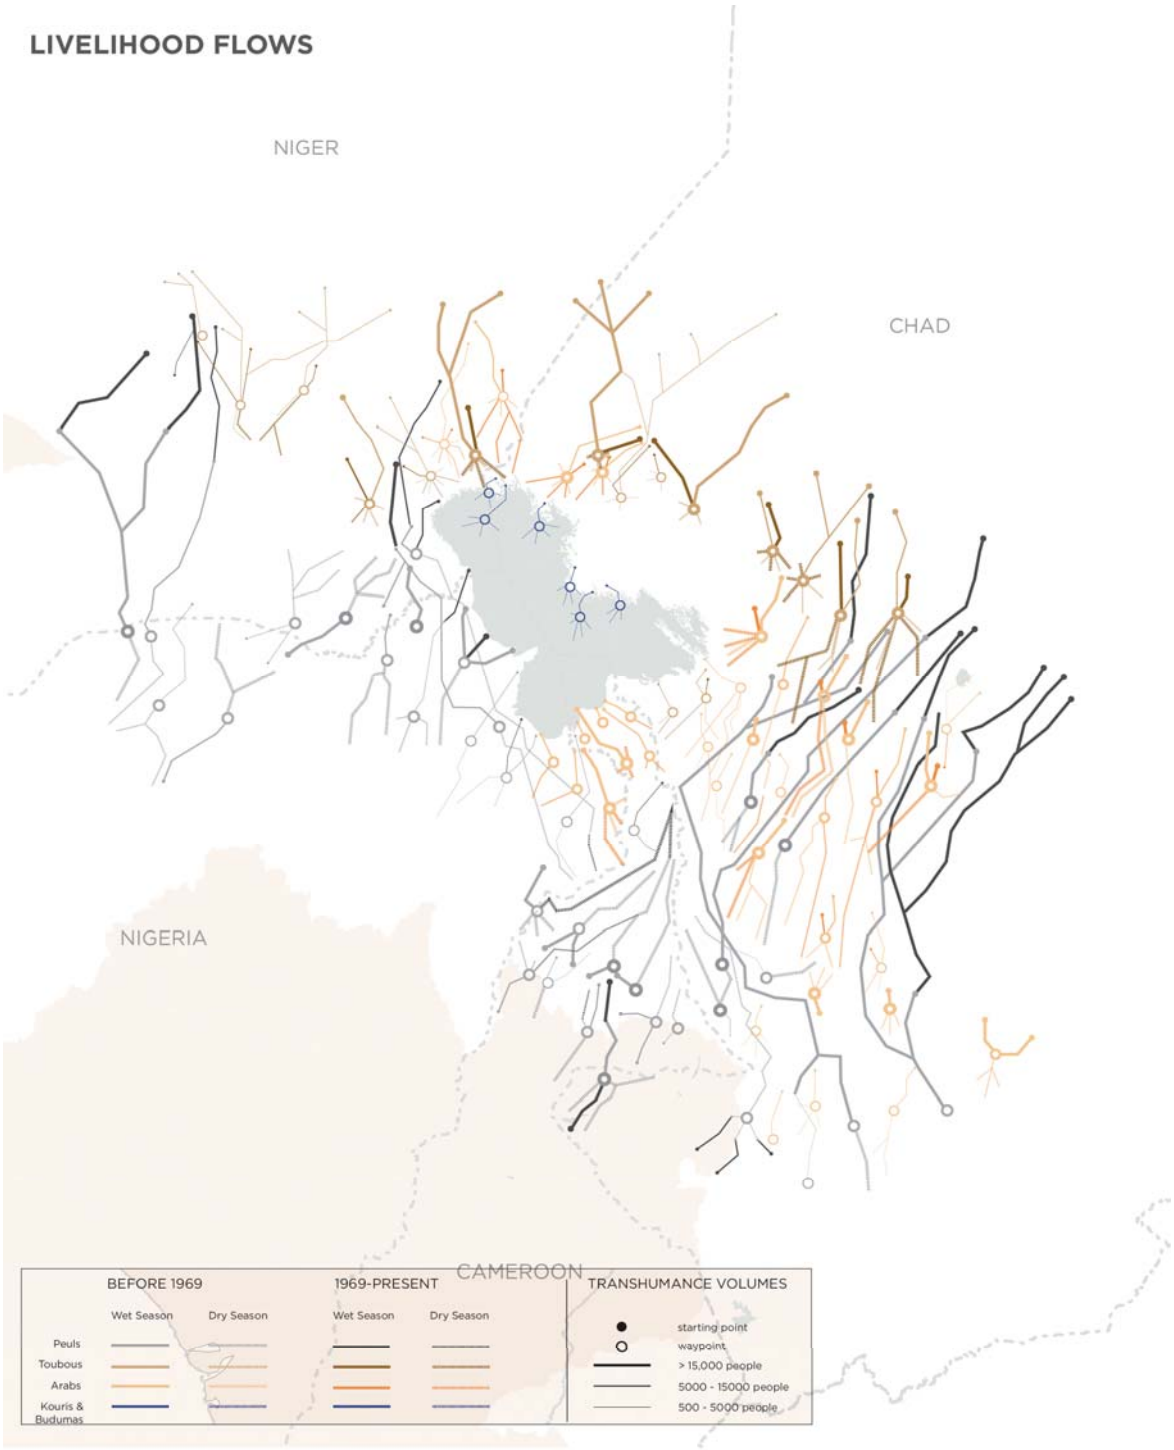 LIVELIHOOD FLOWS
NIGER
CHAD
NIGERIA
CAMEROON
BEFORE 1969
1969-PRESENT
TRANSHUMANCE VOLUMES
Wet Season
Dry Season
Wet Season
Dry Season
Peuls
Toubous
Arabs
Kouris &
Budumas
starting point
waypoint
> 15,000 people
5000 - 15000 people
500 - 5000 people